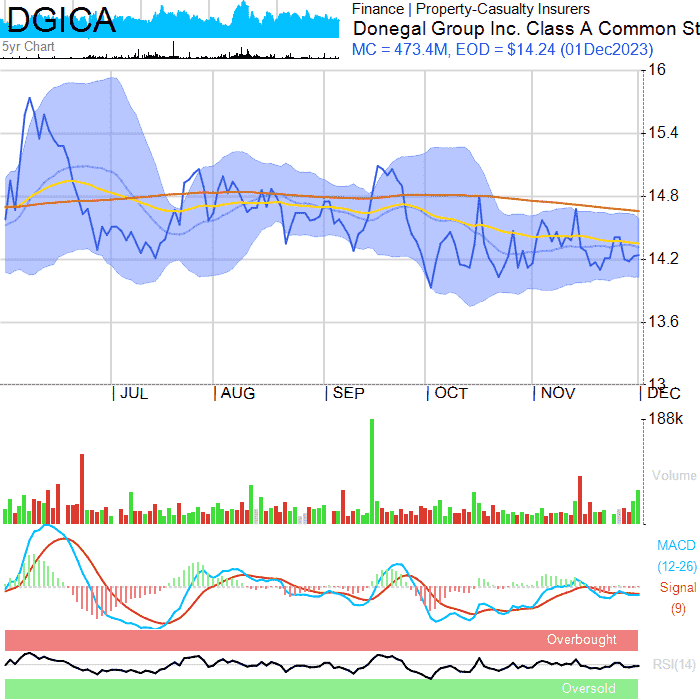 DGICA
5yr Chart
Finance | Property-Casualty Insurers
Donegal Group Inc. Class A Common St
MC = 473.4M, EOD = $14.24 (01Dec2023)
16
15.4
14.8
14.2
13.6
13
JUL AUG SEP OCT NOV DEC
188k
Volume
MACD
(12-26)
Signal
(9)
Overbought
RSI(14)
Oversold